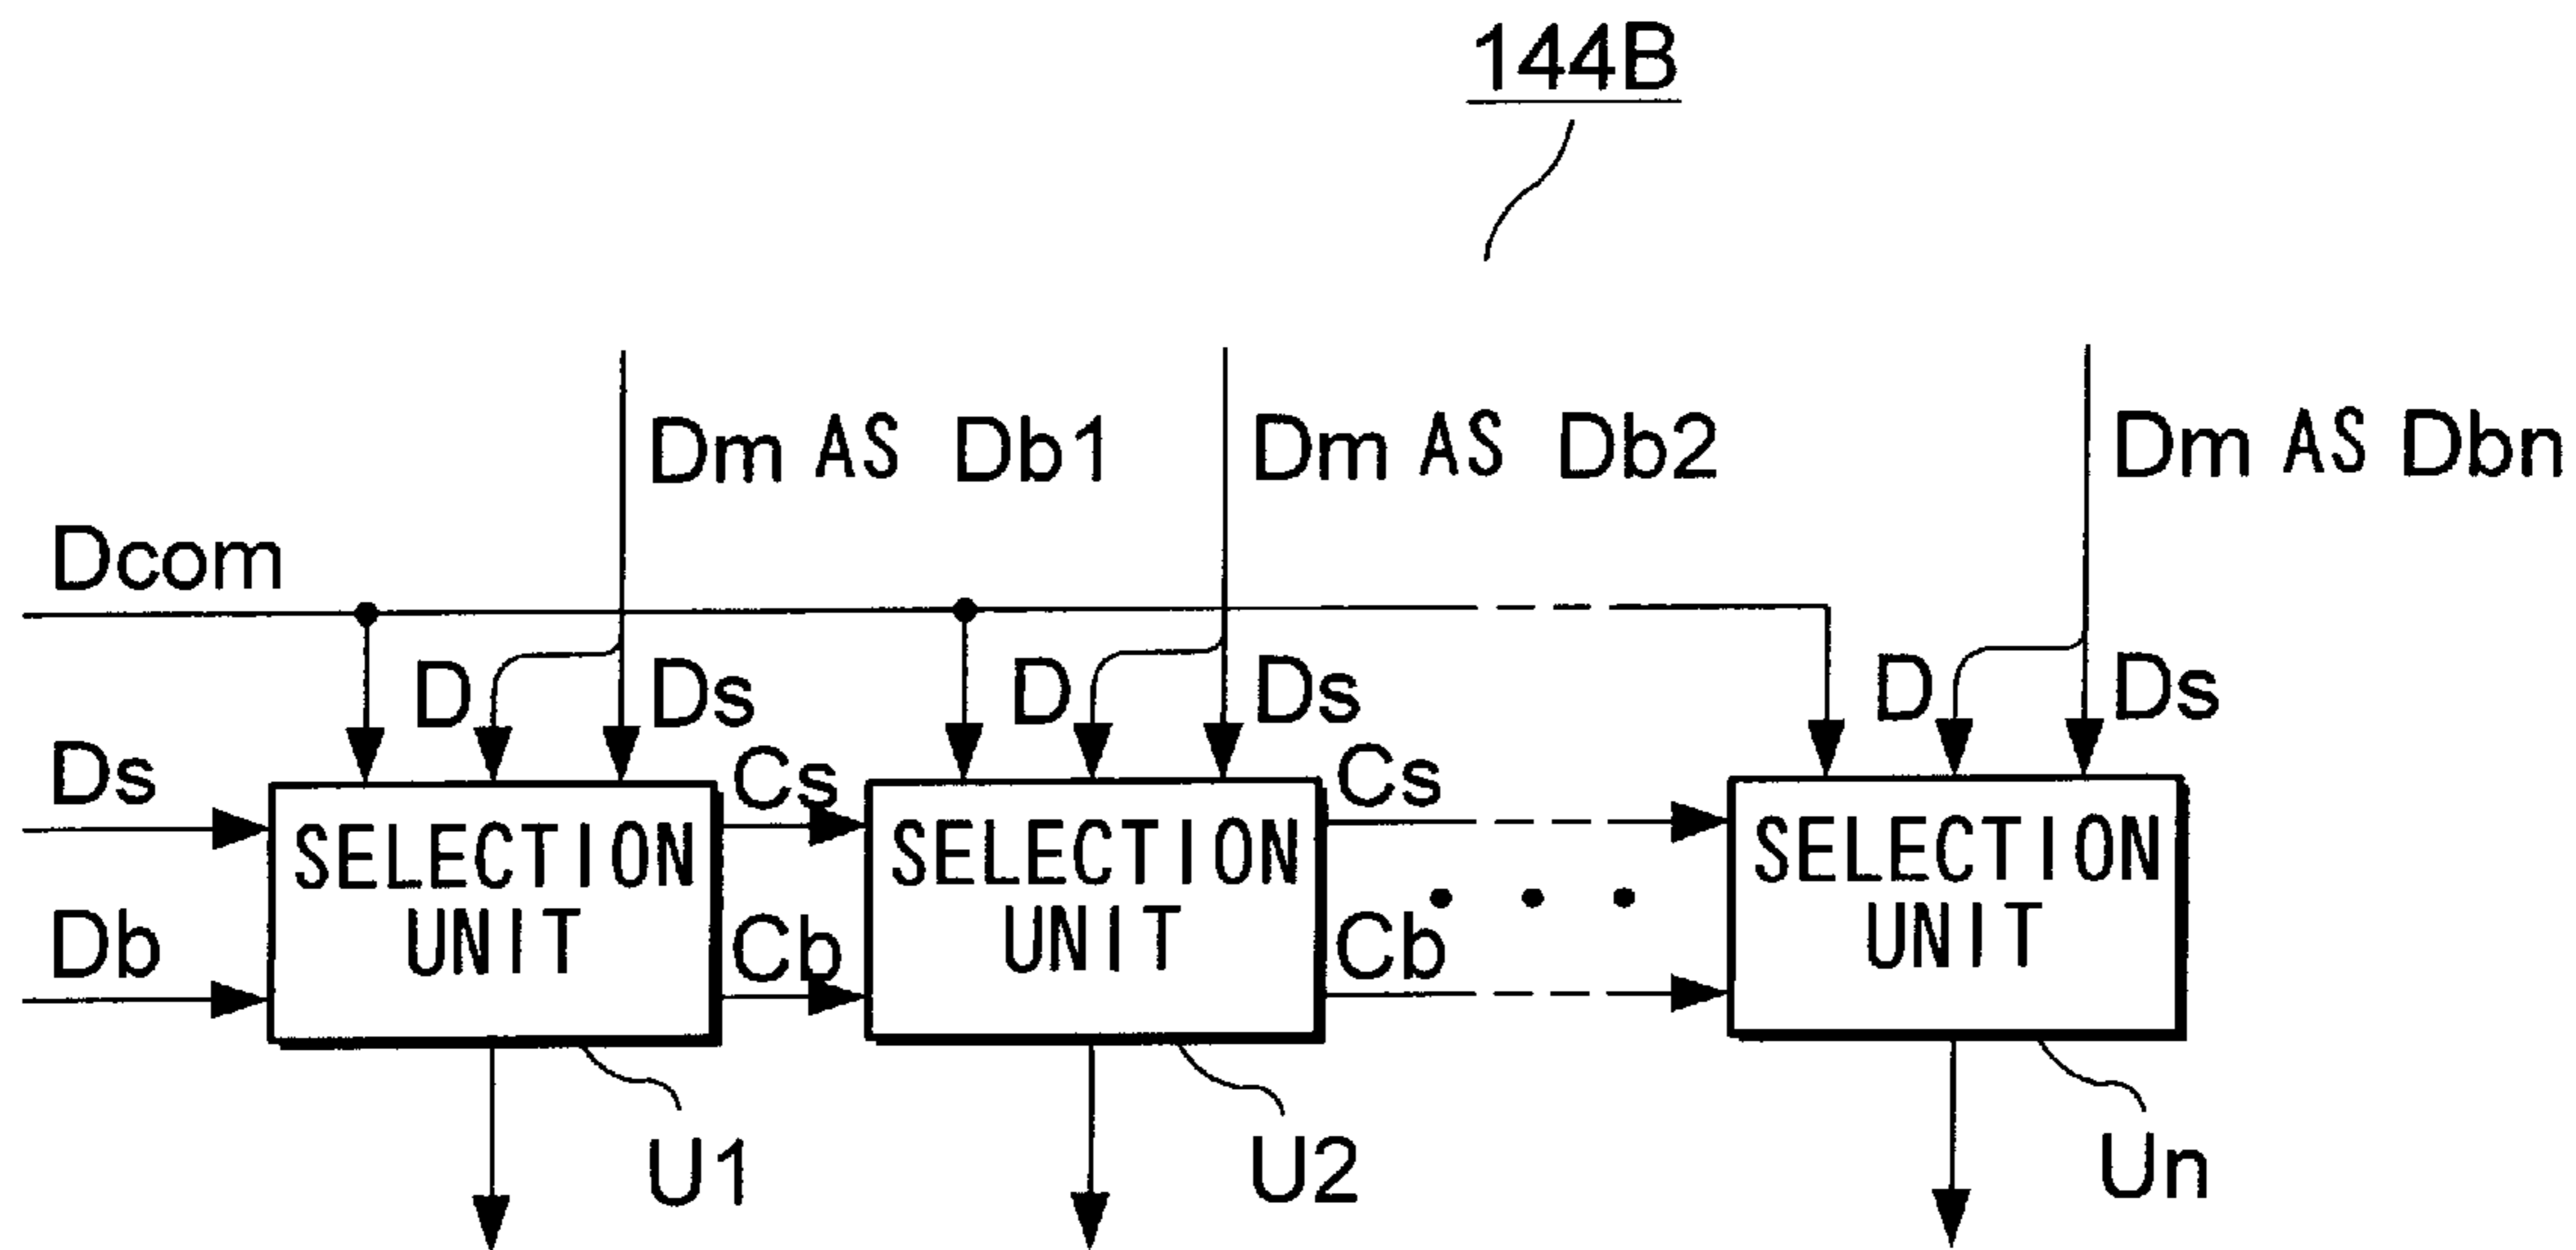 144B
Dm AS Db1
Dm AS Db2
Dm AS Dbn
Dcom
D
Ds
D
Ds
D
Ds
Ds
Cs
Cs
SELECTION
UNIT
SELECTION
UNIT
SELECTION
UNIT
Db
Cb
Cb
U1
U2
Un